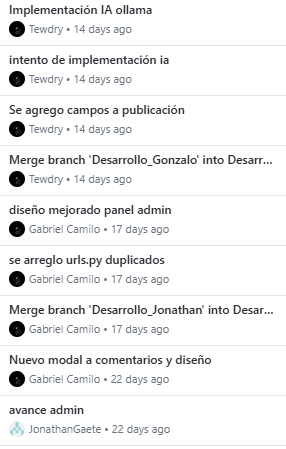 Implementación IA ollama
Tewdry • 14 days ago
intento de implementación ia
Tewdry • 14 days ago
Se agrego campos a publicación
Tewdry • 14 days ago
Merge branch 'Desarrollo_Gonzalo' into Desarr...
Tewdry • 14 days ago
diseño mejorado panel admin
Gabriel Camilo • 17 days ago
se arreglo urls.py duplicados
Gabriel Camilo • 17 days ago
Merge branch 'Desarrollo_Jonathan' into Desar...
Gabriel Camilo • 17 days ago
Nuevo modal a comentarios y diseño
Gabriel Camilo • 22 days ago
avance admin
JonathanGaete • 22 days ago